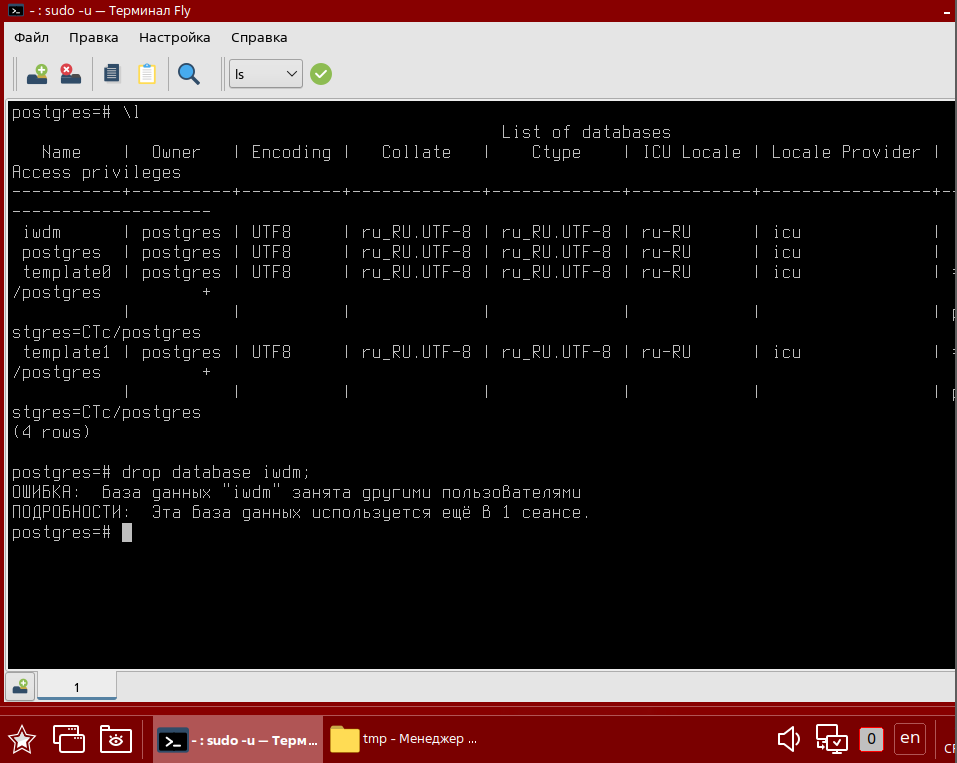 - : sudo -u — Терминал Fly
Файл Правка Настройка Справка
ls
postgres=# \l
List of databases
Name | Owner | Encoding | Collate | Ctype | ICU Locale | Locale Provider |
Access privileges
-----------+----------+----------+-------------+-------------+------------+-----------------+--
--------------------
iwdm | postgres | UTF8 | ru_RU.UTF-8 | ru_RU.UTF-8 | ru-RU | icu |
postgres | postgres | UTF8 | ru_RU.UTF-8 | ru_RU.UTF-8 | ru-RU | icu |
template0 | postgres | UTF8 | ru_RU.UTF-8 | ru_RU.UTF-8 | ru-RU | icu | =
/postgres +
| | | | | | |
stgres=CTc/postgres
template1 | postgres | UTF8 | ru_RU.UTF-8 | ru_RU.UTF-8 | ru-RU | icu | =
/postgres +
| | | | | | |
stgres=CTc/postgres
(4 rows)
postgres=# drop database iwdm;
ОШИБКА: база данных "iwdm" занята другими пользователями
ПОДРОБНОСТИ: Эта база данных используется ещё в 1 сеансе.
postgres=#
1
- : sudo -u — Терм...
tmp - Менеджер ...
0
en